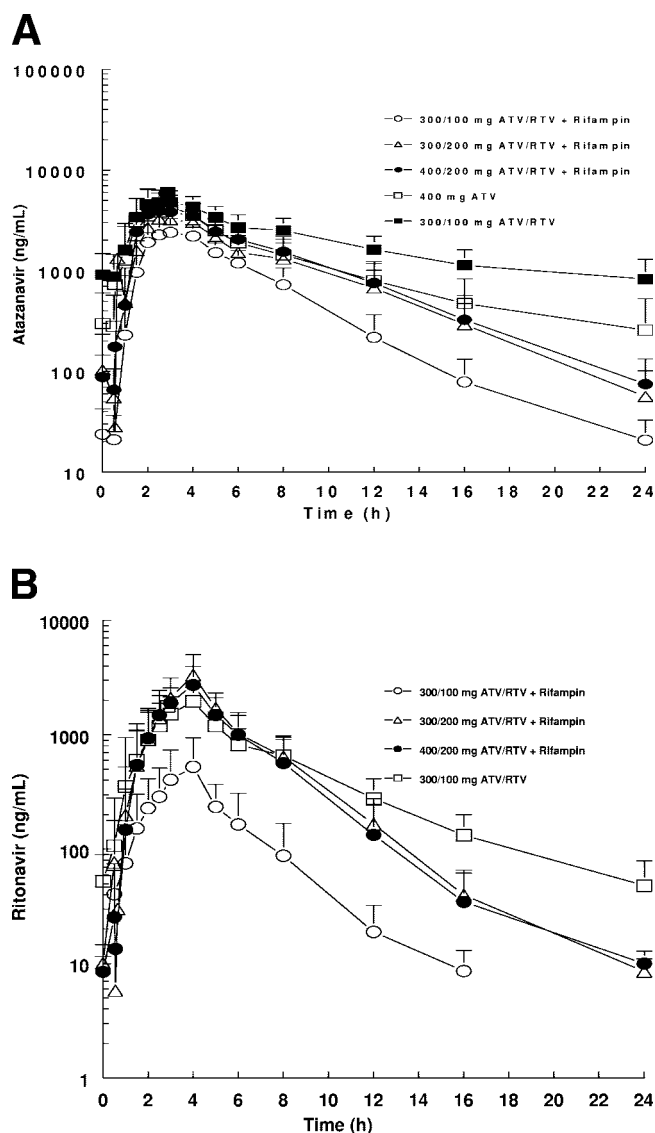 A
Atazanavir (ng/mL)
100000
10000
1000
100
10
300/100 mg ATV/RTV + Rifampin
300/200 mg ATV/RTV + Rifampin
400/200 mg ATV/RTV + Rifampin
400 mg ATV
300/100 mg ATV/RTV
0 2 4 6 8 10 12 14 16 18 20 22 24
Time (h)
B
Ritonavir (ng/mL)
10000
1000
100
10
1
300/100 mg ATV/RTV + Rifampin
300/200 mg ATV/RTV + Rifampin
400/200 mg ATV/RTV + Rifampin
300/100 mg ATV/RTV
0 2 4 6 8 10 12 14 16 18 20 22 24
Time (h)